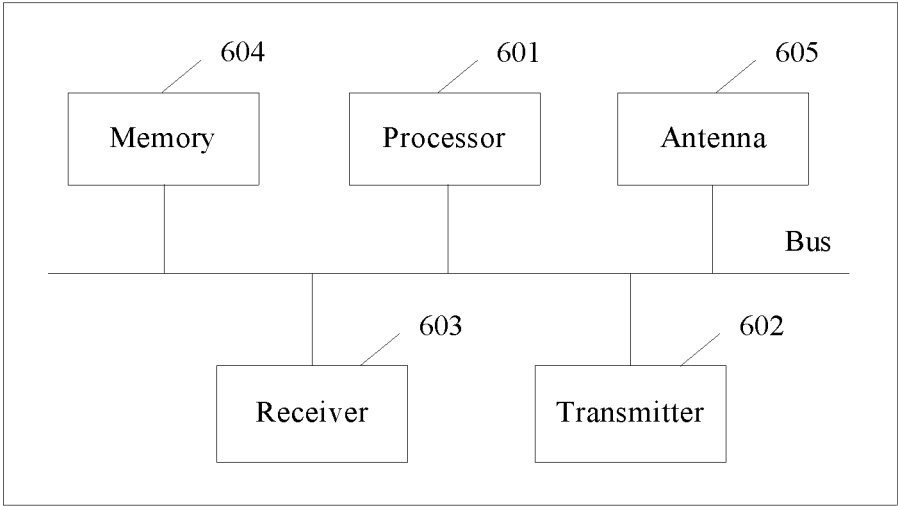 604
601
605
Memory
Processor
Antenna
Bus
603
602
Receiver
Transmitter